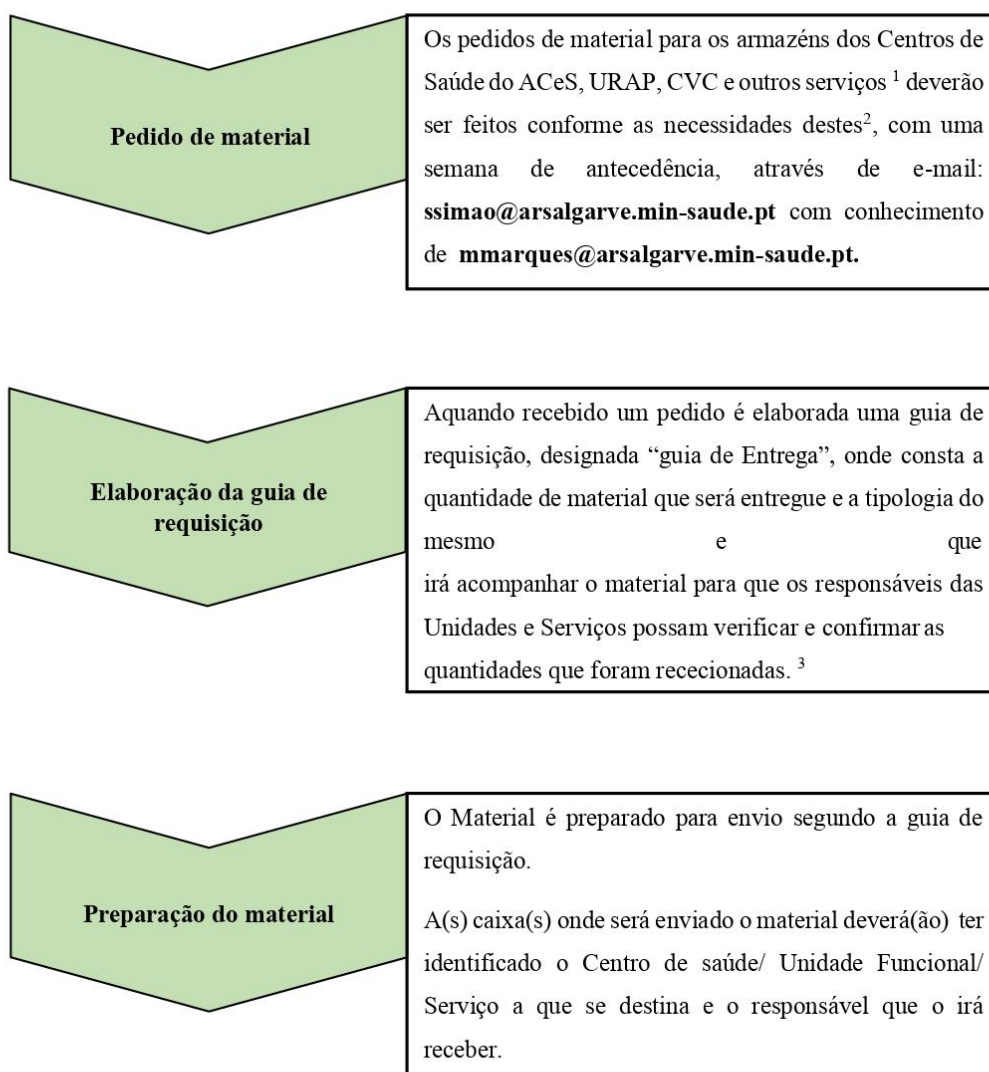 Pedido de material
Os pedidos de material para os armazéns dos Centros de
Saúde do ACeS, URAP, CVC e outros serviços ¹ deverão
ser feitos conforme as necessidades destes², com uma
semana de antecedência, através de e-mail:
ssimao@arsalgarve.min-saude.pt com conhecimento
de mmarques@arsalgarve.min-saude.pt.
Elaboração da guia de
requisição
Aquando recebido um pedido é elaborada uma guia de
requisição, designada “guia de Entrega”, onde consta a
quantidade de material que será entregue e a tipologia do
mesmo e que
irá acompanhar o material para que os responsáveis das
Unidades e Serviços possam verificar e confirmar as
quantidades que foram rececionadas. ³
Preparação do material
O Material é preparado para envio segundo a guia de
requisição.
A(s) caixa(s) onde será enviado o material deverá(ão) ter
identificado o Centro de saúde/ Unidade Funcional/
Serviço a que se destina e o responsável que o irá
receber.